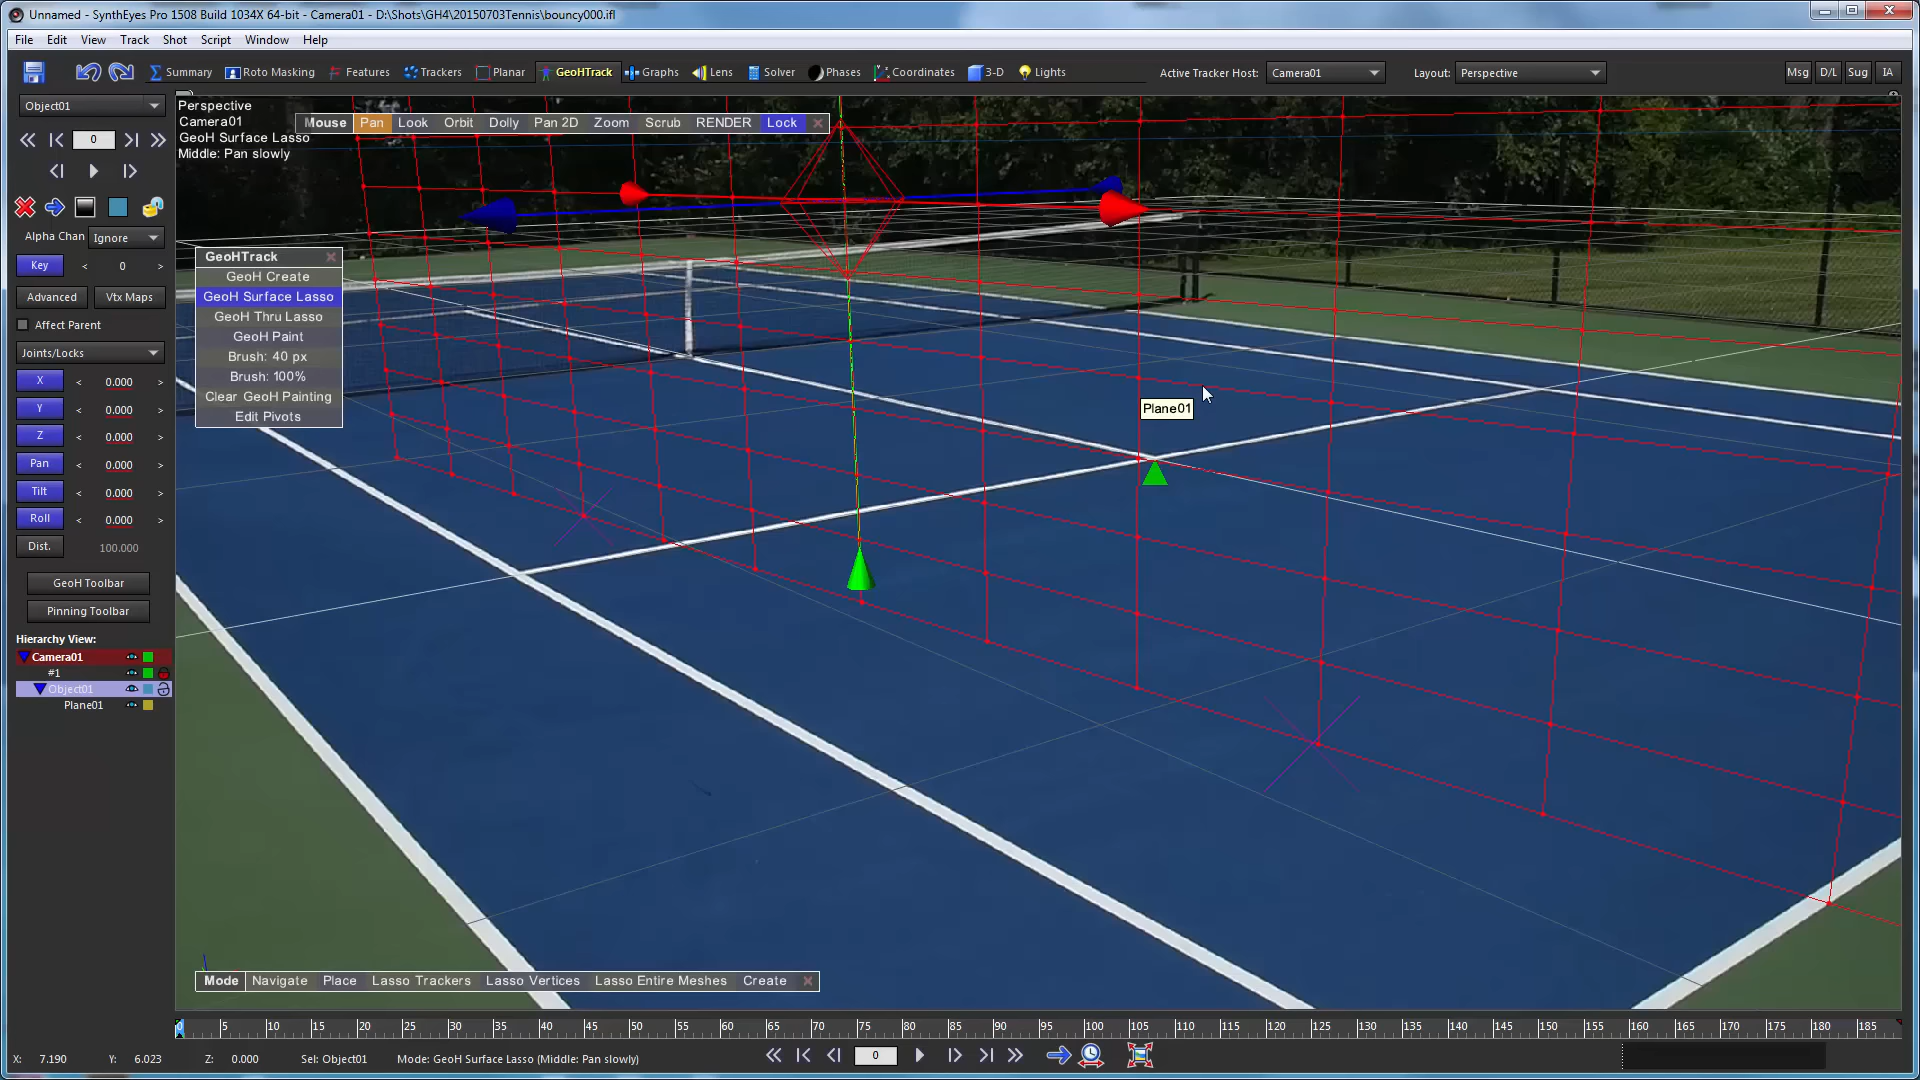 Unnamed - SynthEyes Pro 1508 Build 1034X 64-bit - Camera01 - D:\Shots\GH4\20150703Tennis\bouncy000.ifl
File Edit View Track Shot Script Window Help
Summary Roto Masking Features Trackers Planar GeoHTrack Graphs Lens Solver Phases Coordinates 3-D Lights Active Tracker Host: Camera01 Layout: Perspective Msg D/L Sug IA
Object01
0
Alpha Chan Ignore
Key < 0 >
Advanced Vtx Maps
Affect Parent
Joints/Locks
X < 0.000 >
Y < 0.000 >
Z < 0.000 >
Pan < 0.000 >
Tilt < 0.000 >
Roll < 0.000 >
Dist. 100.000
GeoH Toolbar
Pinning Toolbar
Hierarchy View:
Camera01
#1
Object01
Plane01
Perspective
Camera01
GeoH Surface Lasso
Middle: Pan slowly
Mouse Pan Look Orbit Dolly Pan 2D Zoom Scrub RENDER Lock
GeoHTrack
GeoH Create
GeoH Surface Lasso
GeoH Thru Lasso
GeoH Paint
Brush: 40 px
Brush: 100%
Clear GeoH Painting
Edit Pivots
Plane01
Mode Navigate Place Lasso Trackers Lasso Vertices Lasso Entire Meshes Create
0 5 10 15 20 25 30 35 40 45 50 55 60 65 70 75 80 85 90 95 100 105 110 115 120 125 130 135 140 145 150 155 160 165 170 175 180 185
X: 7.190 Y: 6.023 Z: 0.000 Sel: Object01 Mode: GeoH Surface Lasso (Middle: Pan slowly) 0